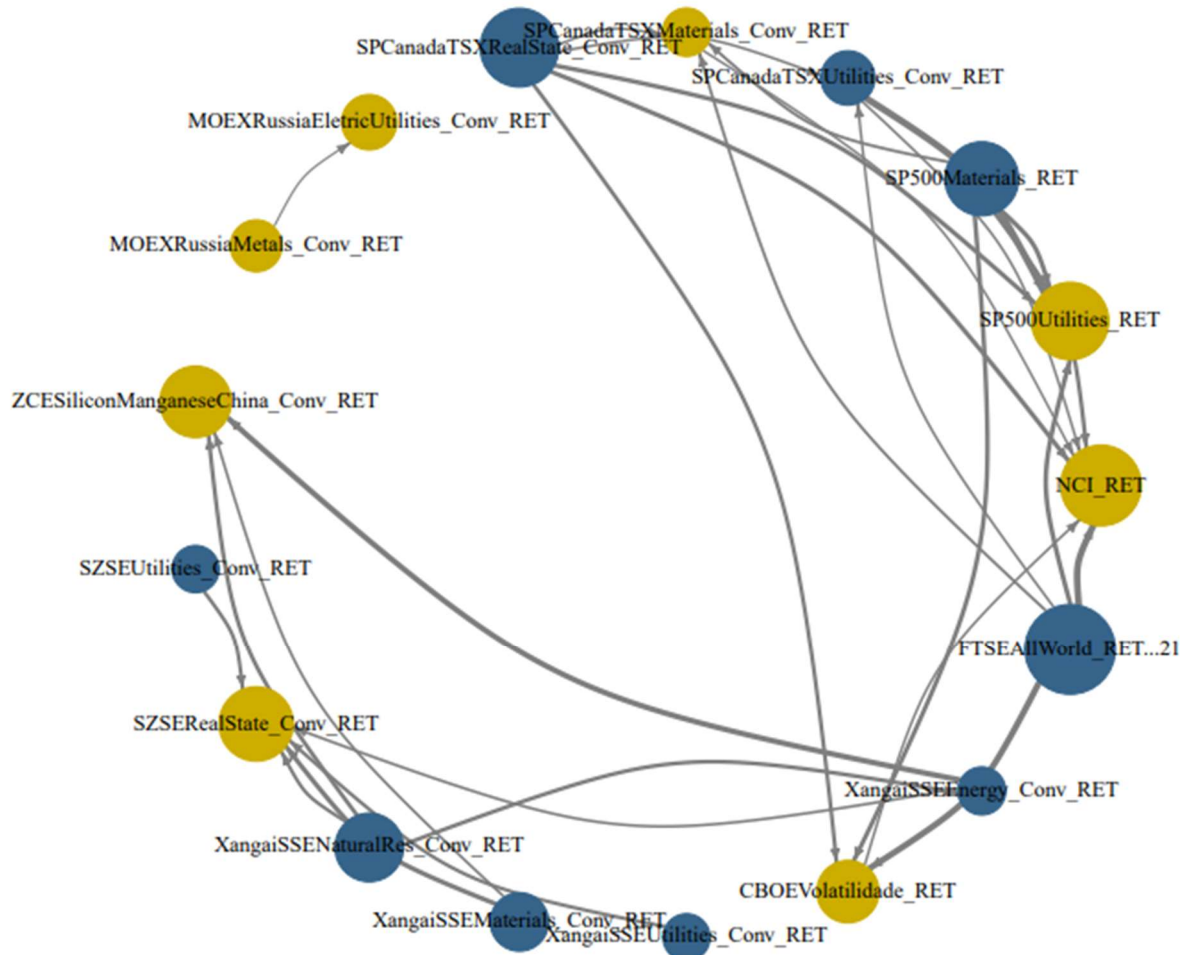 SPCanadaTSXMaterials_Conv_RET
SPCanadaTSXRealState_Conv_RET
SPCanadaTSXUtilities_Conv_RET
MOEXRussiaEletricUtilities_Conv_RET
SP500Materials_RET
MOEXRussiaMetals_Conv_RET
SP500Utilities_RET
ZCESiliconManganeseChina_Conv_RET
NCI_RET
SZSEUtilities_Conv_RET
FTSEAllWorld_RET...21
SZSERealState_Conv_RET
XangaiSSEEnergy_Conv_RET
XangaiSSENaturalRes_Conv_RET
CBOEVolatilidade_RET
XangaiSSEMaterials_Conv_RET
XangaiSSEUtilities_Conv_RET